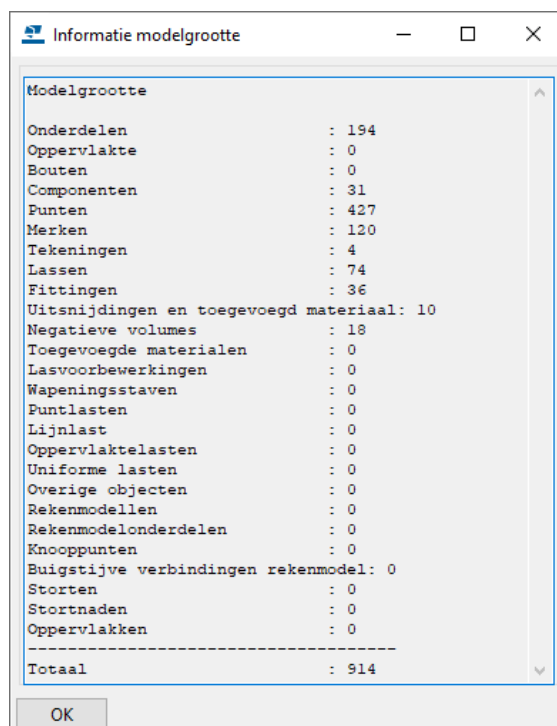 Informatie modelgrootte
Modelgrootte
Onderdelen : 194
Oppervlakte : 0
Bouten : 0
Componenten : 31
Punten : 427
Merken : 120
Tekeningen : 4
Lassen : 74
Fittingen : 36
Uitsnijdingen en toegevoegd materiaal: 10
Negatieve volumes : 18
Toegevoegde materialen : 0
Lasvoorbewerkingen : 0
Wapeningsstaven : 0
Puntlasten : 0
Lijnlast : 0
Oppervlaktelasten : 0
Uniforme lasten : 0
Overige objecten : 0
Rekenmodellen : 0
Rekenmodelonderdelen : 0
Knooppunten : 0
Buigstijve verbindingen rekenmodel: 0
Storten : 0
Stortnaden : 0
Oppervlakken : 0
-------------------------------------
Totaal : 914
OK